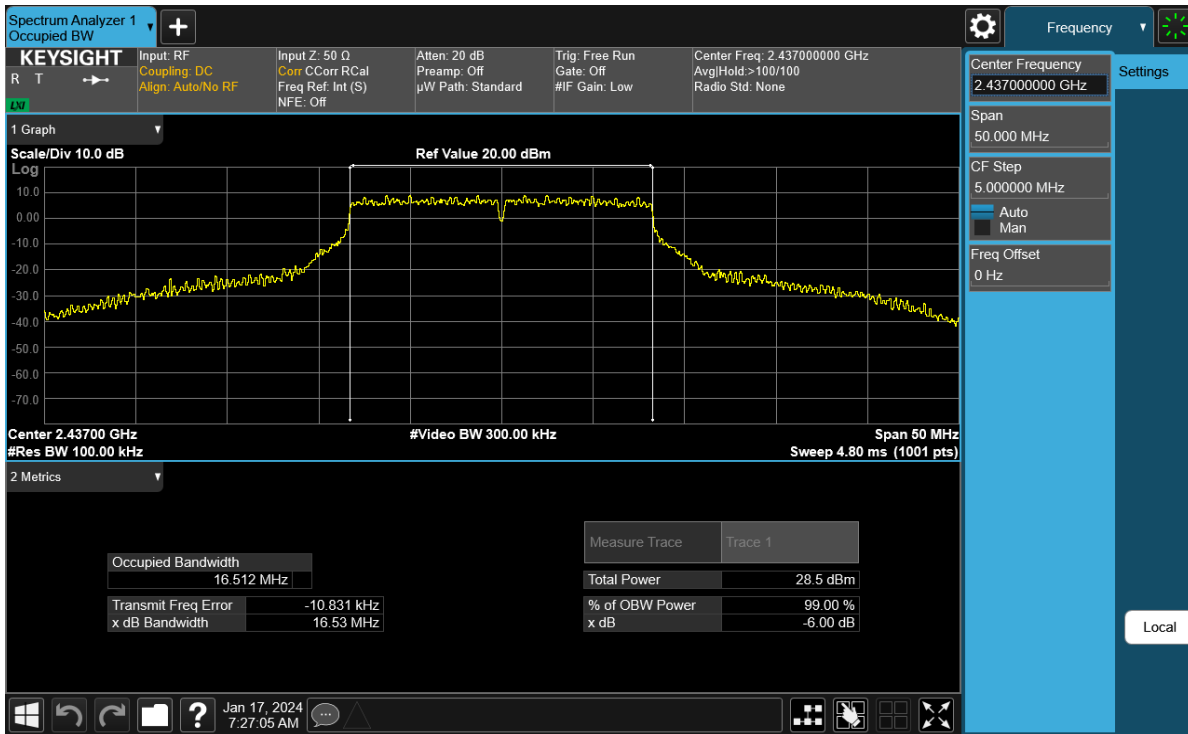 Spectrum Analyzer 1
Occupied BW
Frequency
KEYSIGHT
R T
LXI
Input: RF
Coupling: DC
Align: Auto/No RF
Input Z: 50 Ω
Corr CCorr RCal
Freq Ref: Int (S)
NFE: Off
Atten: 20 dB
Preamp: Off
µW Path: Standard
Trig: Free Run
Gate: Off
#IF Gain: Low
Center Freq: 2.437000000 GHz
Avg|Hold:>100/100
Radio Std: None
Center Frequency
2.437000000 GHz
Settings
Span
50.000 MHz
CF Step
5.000000 MHz
Auto
Man
Freq Offset
0 Hz
1 Graph
Scale/Div 10.0 dB
Ref Value 20.00 dBm
Log
10.0
0.00
-10.0
-20.0
-30.0
-40.0
-50.0
-60.0
-70.0
Center 2.43700 GHz
#Video BW 300.00 kHz
Span 50 MHz
#Res BW 100.00 kHz
Sweep 4.80 ms (1001 pts)
2 Metrics
Measure Trace
Trace 1
Occupied Bandwidth
16.512 MHz
Total Power
28.5 dBm
Transmit Freq Error
-10.831 kHz
% of OBW Power
99.00 %
x dB Bandwidth
16.53 MHz
x dB
-6.00 dB
Local
Jan 17, 2024
7:27:05 AM